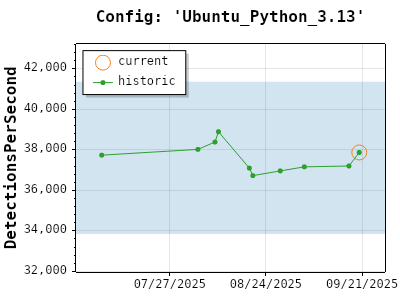 Config: 'Ubuntu_Python_3.13'
current
historic
DetectionsPerSecond
42,000
40,000
38,000
36,000
34,000
32,000
07/27/2025
08/24/2025
09/21/2025